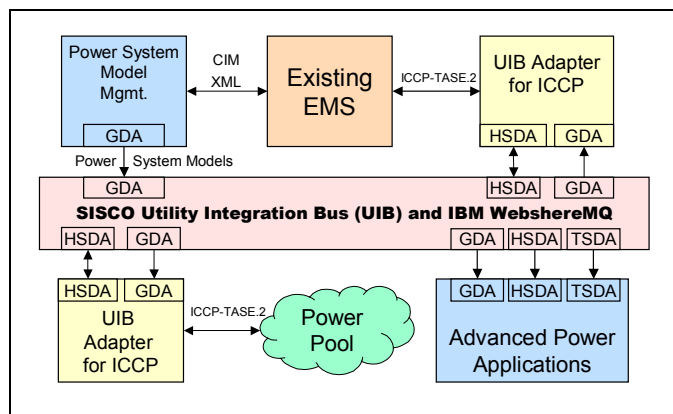 Power System
Model
Mgmt.
GDA
CIM
XML
Existing
EMS
ICCP-TASE.2
UIB Adapter
for ICCP
HSDA
GDA
Power System Models
GDA
HSDA
GDA
SISCO Utility Integration Bus (UIB) and IBM WebshereMQ
HSDA
GDA
GDA
HSDA
TSDA
HSDA
GDA
UIB
Adapter
for ICCP
ICCP-TASE.2
Power
Pool
GDA
HSDA
TSDA
Advanced Power
Applications